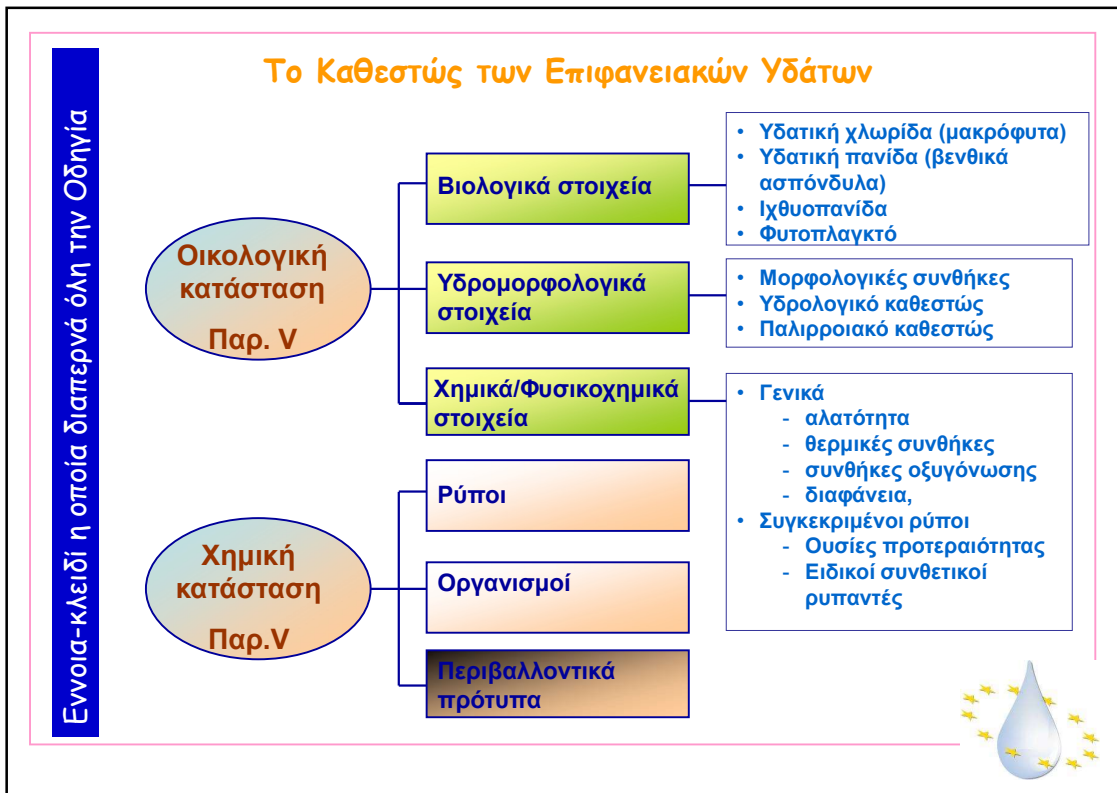 Το Καθεστώς των Επιφανειακών Υδάτων
Εννοια-κλειδί η οποία διαπερνά όλη την Οδηγία
Οικολογική
κατάσταση
Παρ. V
Βιολογικά στοιχεία
• Υδατική χλωρίδα (μακρόφυτα)
• Υδατική πανίδα (βενθικά
ασπόνδυλα)
• Ιχθυοπανίδα
• Φυτοπλαγκτό
Υδρομορφολογικά
στοιχεία
• Μορφολογικές συνθήκες
• Υδρολογικό καθεστώς
• Παλιρροιακό καθεστώς
Χημικά/Φυσικοχημικά
στοιχεία
• Γενικά
- αλατότητα
- θερμικές συνθήκες
- συνθήκες οξυγόνωσης
- διαφάνεια,
• Συγκεκριμένοι ρύποι
- Ουσίες προτεραιότητας
- Ειδικοί συνθετικοί
ρυπαντές
Χημική
κατάσταση
Παρ.V
Ρύποι
Οργανισμοί
Περιβαλλοντικά
πρότυπα